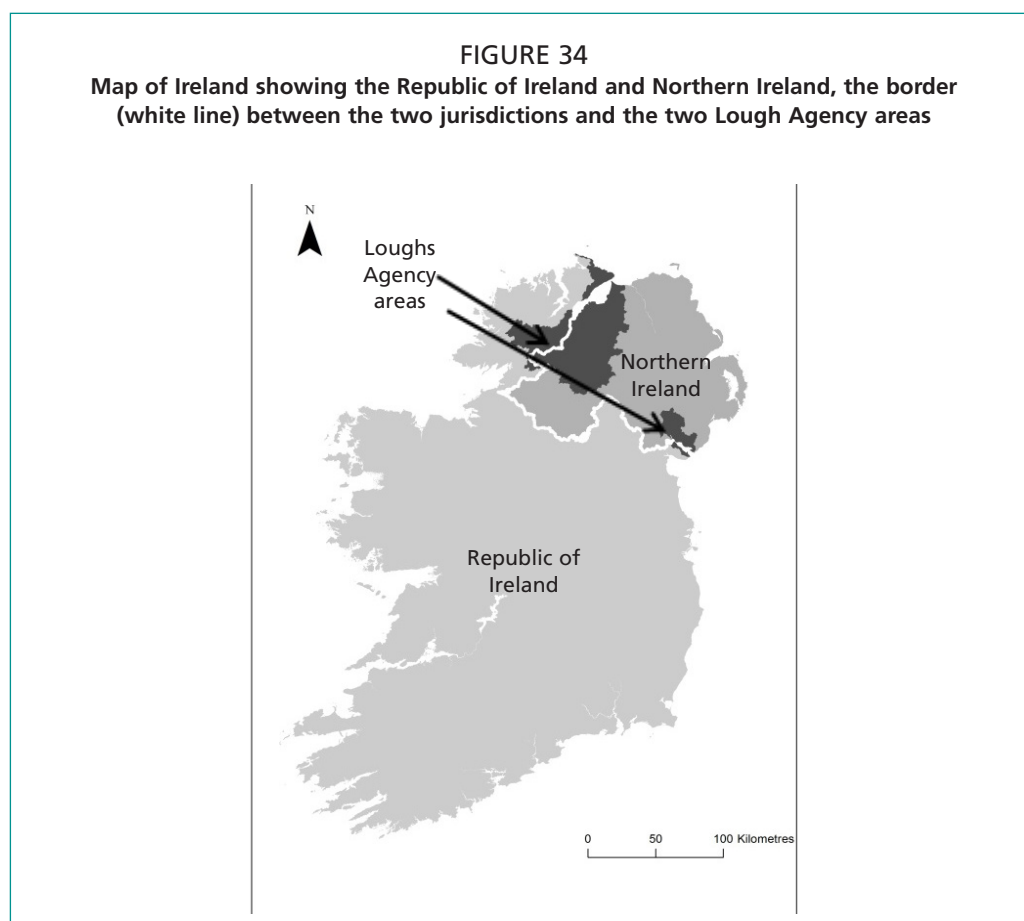 FIGURE 34
Map of Ireland showing the Republic of Ireland and Northern Ireland, the border
(white line) between the two jurisdictions and the two Lough Agency areas
N
Loughs
Agency
areas
Northern
Ireland
Republic of
Ireland
0 50 100 Kilometres